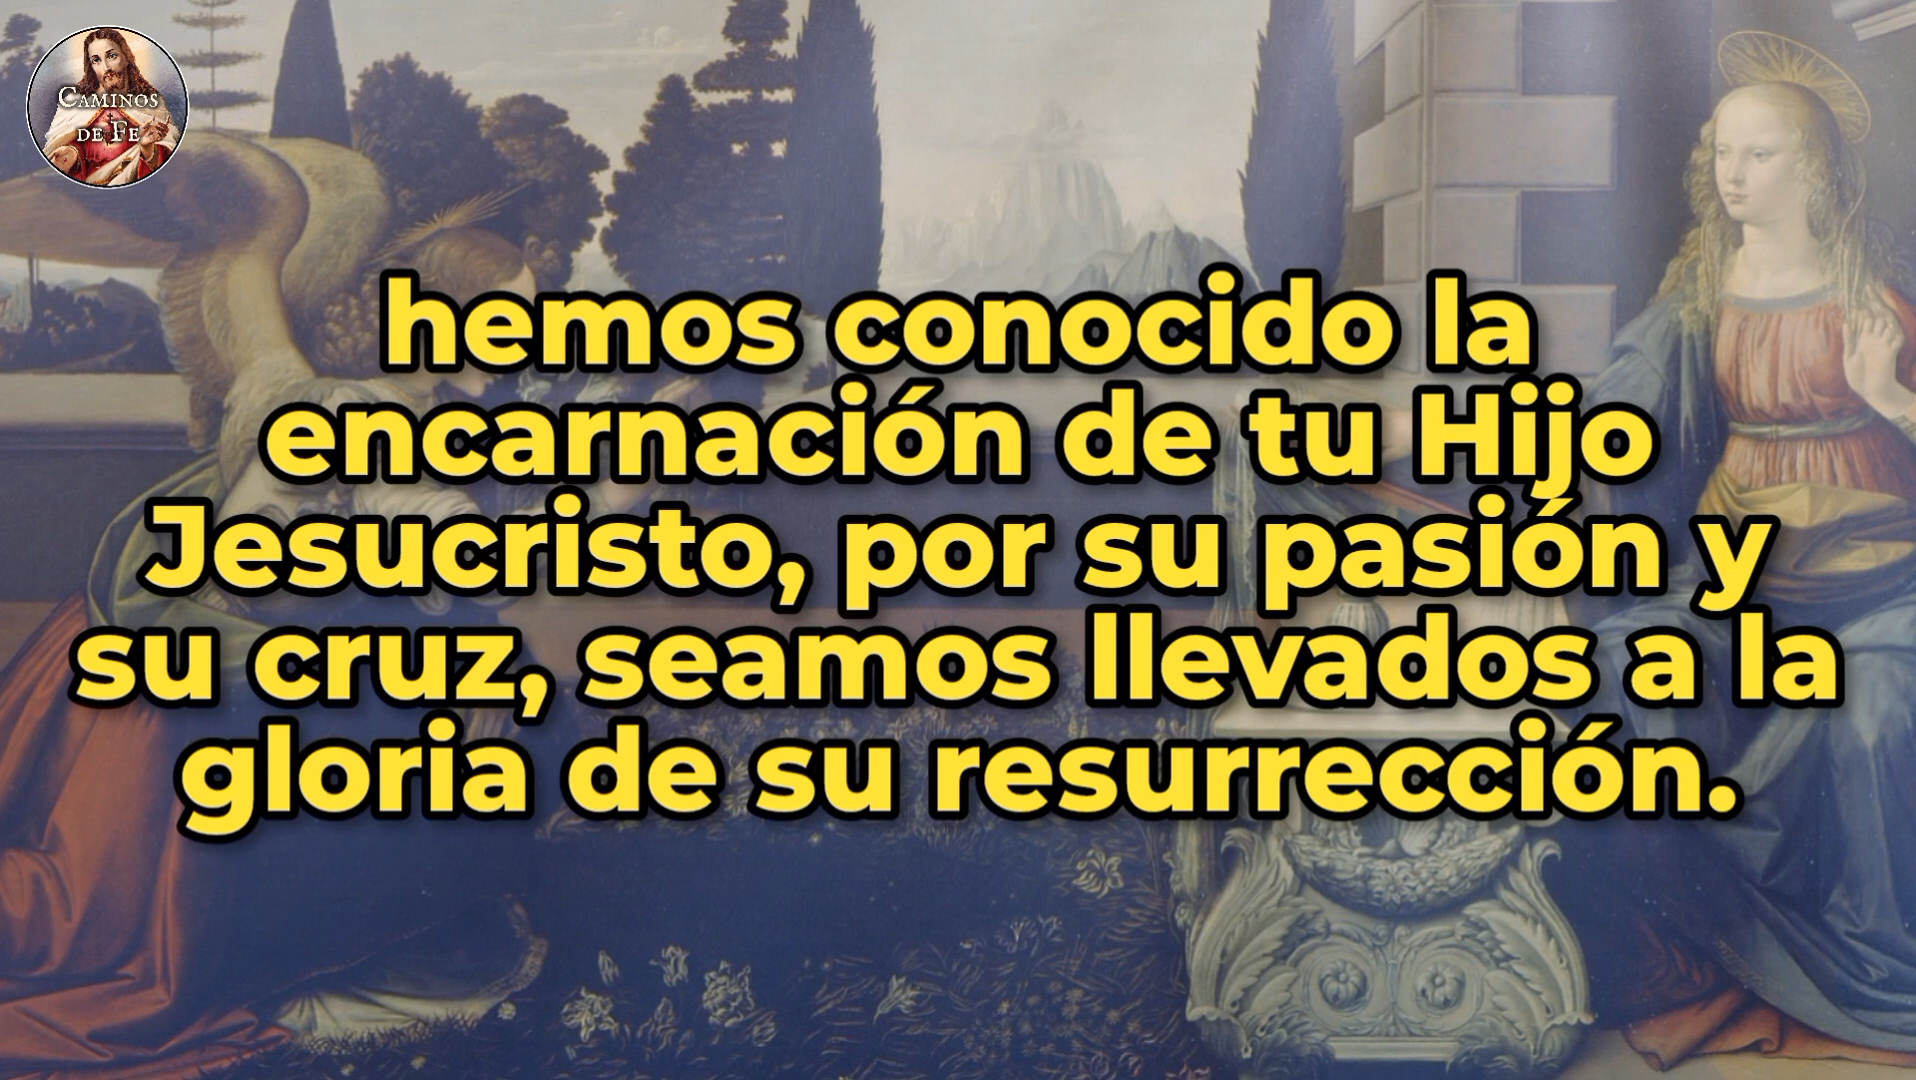 CAMINOS
DE FE
hemos conocido la
encarnación de tu Hijo
Jesucristo, por su pasión y
su cruz, seamos llevados a la
gloria de su resurrección.